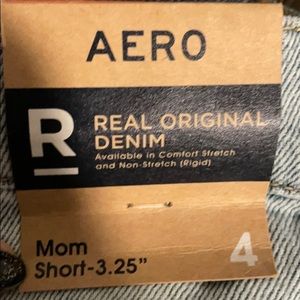 AERO
R
REAL ORIGINAL
DENIM
Available in Comfort Stretch
and Non-Stretch (Rigid)
Mom
Short-3.25"
4